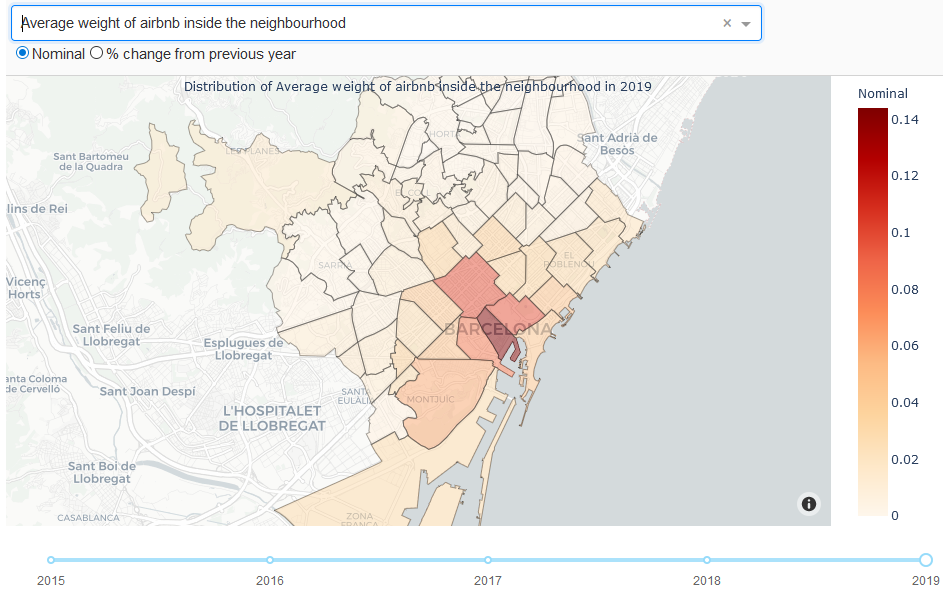 Average weight of airbnb inside the neighbourhood
Nominal % change from previous year
Distribution of Average weight of airbnb inside the neighbourhood in 2019
Nominal
0.14
0.12
0.1
0.08
0.06
0.04
0.02
0
HORTA
Sant Adrià de
Besòs
LES PLANES
Sant Bartomeu
de la Quadra
EL COLL
lins de Rei
SARRIÀ
EL
POBLENOU
Vicenç
Horts
BARCELONA
Sant Feliu de
Llobregat
Esplugues de
Llobregat
anta Coloma
de Cervelló
Sant Joan Despí
SANTA
EULÀLIA
MONTJUÏC
L'HOSPITALET
DE LLOBREGAT
Sant Boi de
Llobregat
CASABLANCA
ZONA
FRANCA
2015
2016
2017
2018
2019